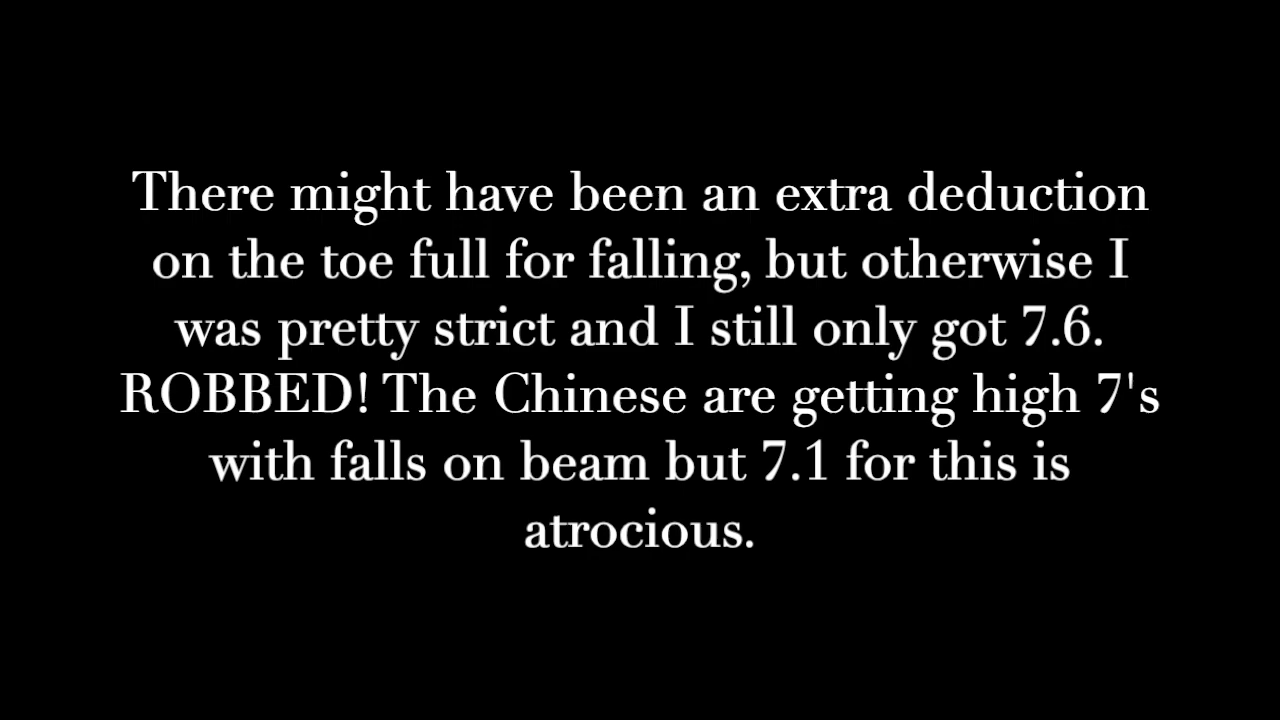 There might have been an extra deduction
on the toe full for falling, but otherwise I
was pretty strict and I still only got 7.6.
ROBBED! The Chinese are getting high 7's
with falls on beam but 7.1 for this is
atrocious.